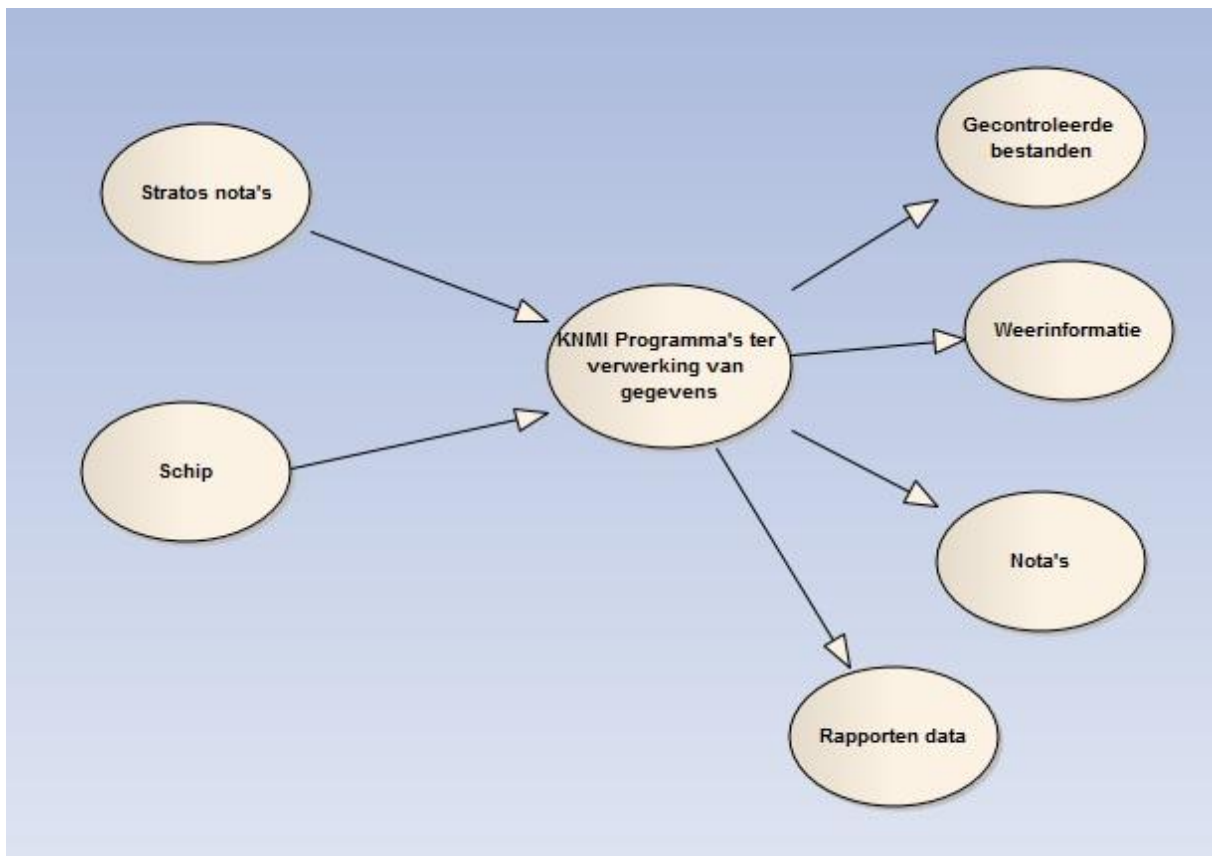 Stratos nota's
Schip
KNMI Programma's ter
verwerking van
gegevens
Gecontroleerde
bestanden
Weerinformatie
Nota's
Rapporten data